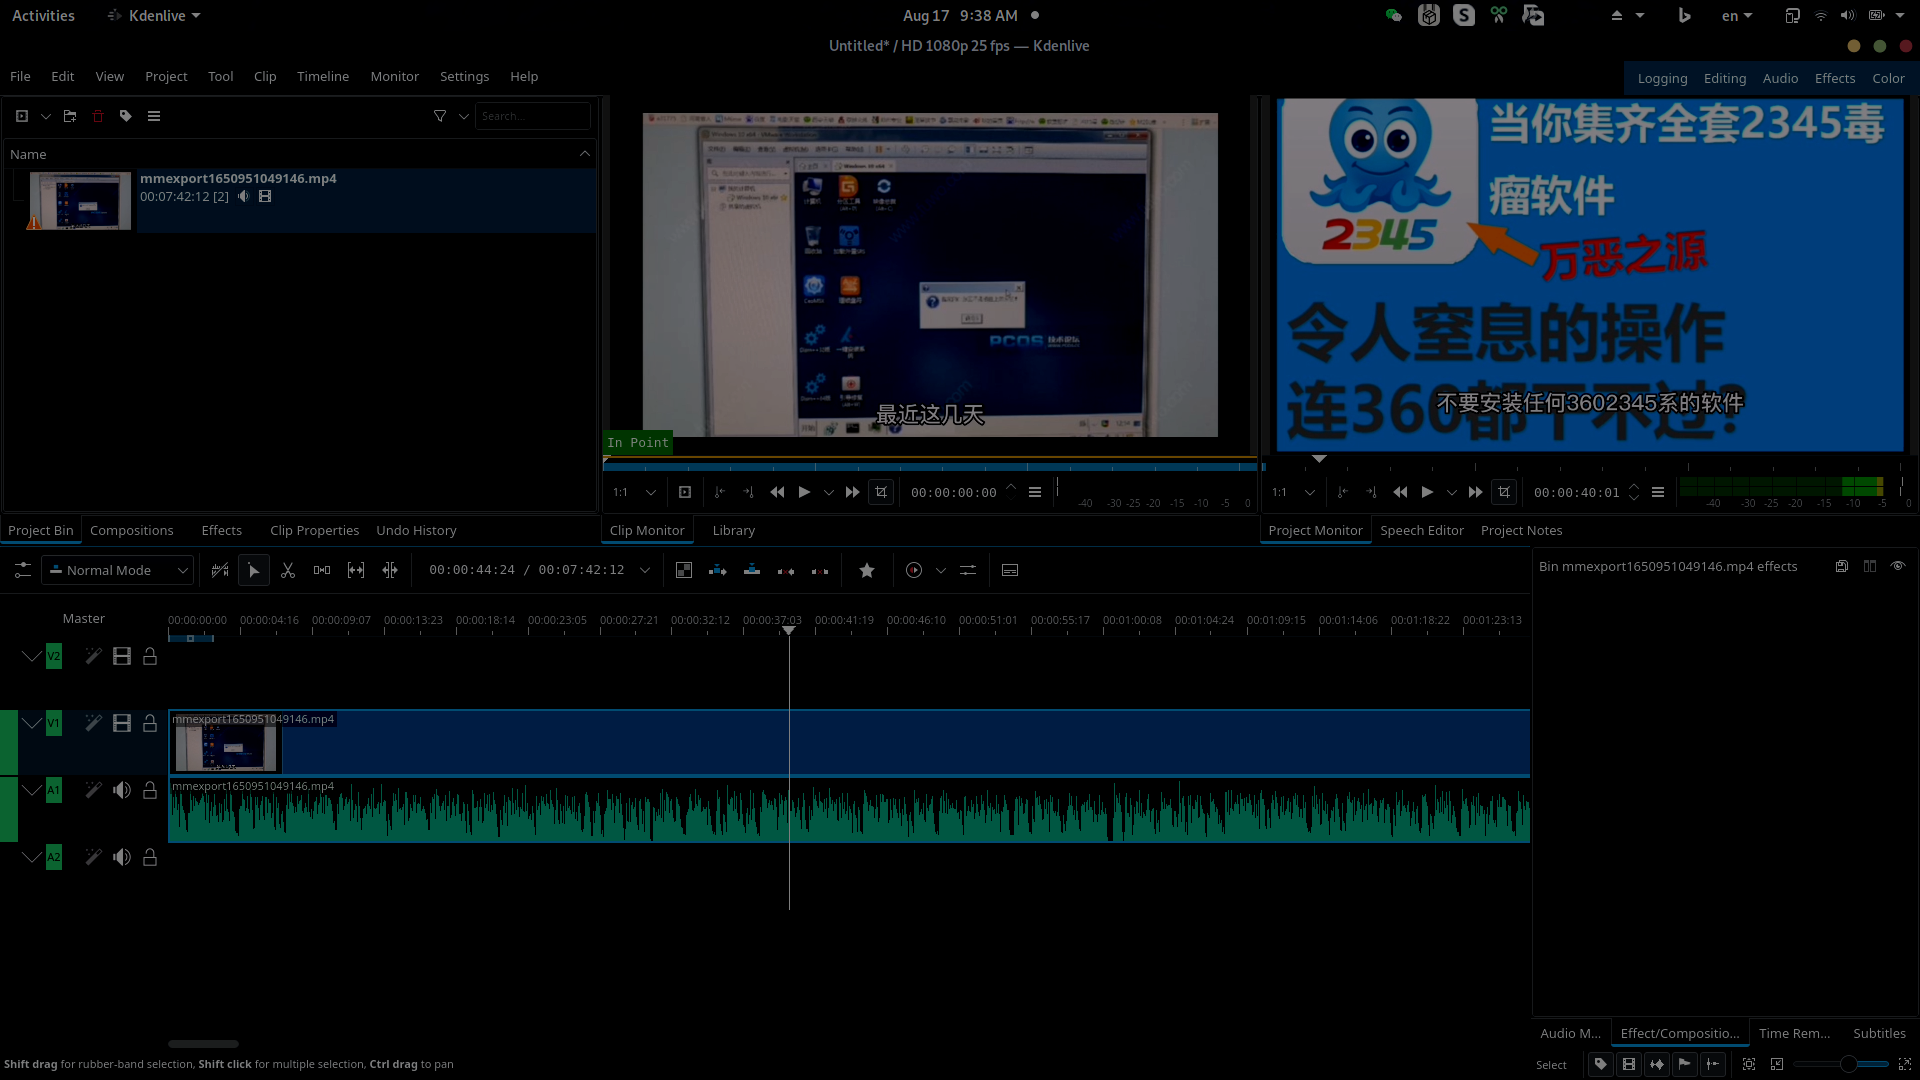 Activities
Kdenlive
Aug 17 9:38 AM
en
Untitled* / HD 1080p 25 fps — Kdenlive
File Edit View Project Tool Clip Timeline Monitor Settings Help
Logging Editing Audio Effects Color
Search...
Name
mmexport1650951049146.mp4
00:07:42:12 [2]
PCOS 技术论坛
最近这几天
In Point
当你集齐全套2345毒
瘤软件
2345
万恶之源
令人窒息的操作
连360都干不过?
不要安装任何3602345系的软件
1:1
00:00:00:00
-40 -30 -25 -20 -15 -10 -5 0
1:1
00:00:40:01
-40 -30 -25 -20 -15 -10 -5 0
Project Bin Compositions Effects Clip Properties Undo History
Clip Monitor Library
Project Monitor Speech Editor Project Notes
Normal Mode
00:00:44:24 / 00:07:42:12
Bin mmexport1650951049146.mp4 effects
Master
00:00:00:00 00:00:04:16 00:00:09:07 00:00:13:23 00:00:18:14 00:00:23:05 00:00:27:21 00:00:32:12 00:00:37:03 00:00:41:19 00:00:46:10 00:00:51:01 00:00:55:17 00:01:00:08 00:01:04:24 00:01:09:15 00:01:14:06 00:01:18:22 00:01:23:13
V2
V1
mmexport1650951049146.mp4
A1
mmexport1650951049146.mp4
A2
Audio M... Effect/Compositio... Time Rem... Subtitles
Shift drag for rubber-band selection, Shift click for multiple selection, Ctrl drag to pan
Select